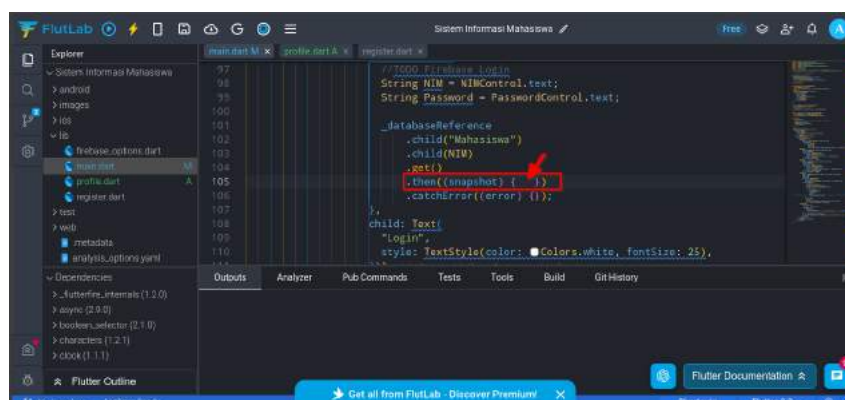 FlutLab
Sistem Informasi Mahasiswa
Free
Explorer
main.dart M ×
profile.dart A ×
register.dart ×
Sistem Informasi Mahasiswa
> android
> images
> ios
lib
firebase_options.dart
main.dart M
profile.dart A
register.dart
> test
> web
.metadata
analysis_options.yaml
Dependencies
> _flutterfire_internals (1.2.0)
> async (2.9.0)
> boolean_selector (2.1.0)
> characters (1.2.1)
> clock (1.1.1)
Flutter Outline
97 //TODO Firebase Login
98 String NIM = NIMControl.text;
99 String Password = PasswordControl.text;
100
101 _databaseReference
102 .child("Mahasiswa")
103 .child(NIM)
104 .get()
105 .then((snapshot) { })
106 .catchError((error) {});
107 },
108 child: Text(
109 "Login",
110 style: TextStyle(color: Colors.white, fontSize: 25),
Outputs Analyzer Pub Commands Tests Tools Build Git History
Flutter Documentation
Get all from FlutLab - Discover Premium! ×